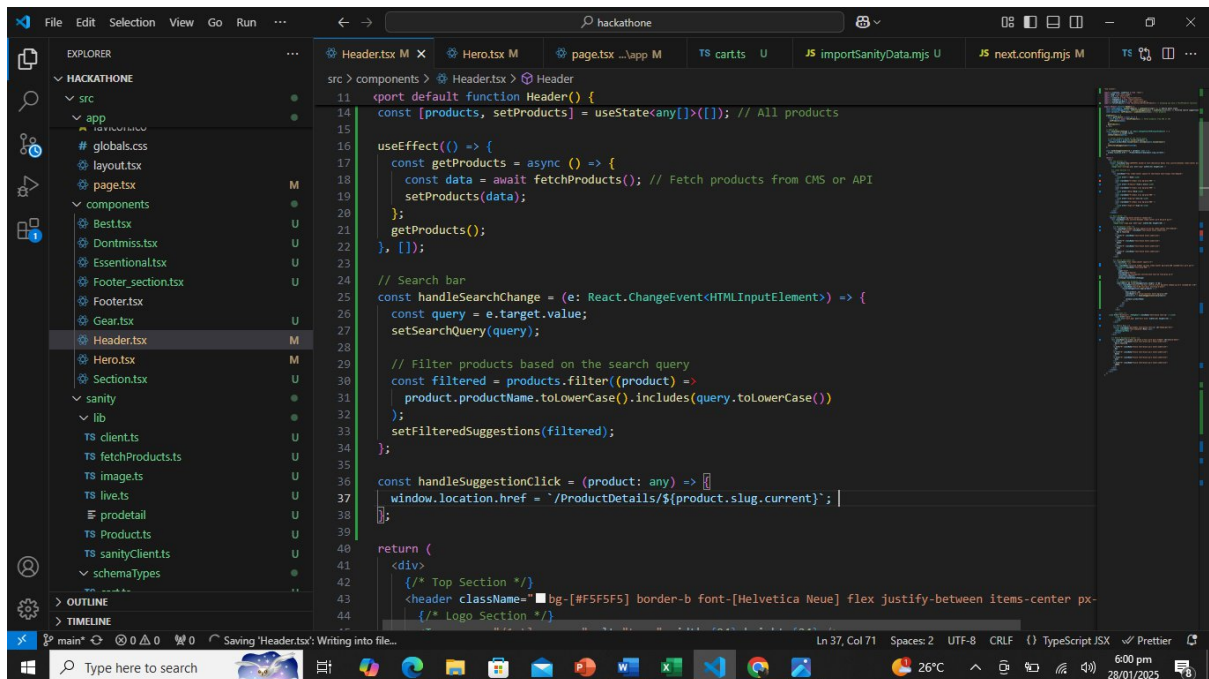 File Edit Selection View Go Run ··· hackathone
EXPLORER ···
HACKATHONE
src
app
favicon.ico
# globals.css
layout.tsx
page.tsx M
components
Best.tsx U
Dontmiss.tsx U
Essentional.tsx U
Footer_section.tsx U
Footer.tsx
Gear.tsx U
Header.tsx M
Hero.tsx M
Section.tsx U
sanity
lib
TS client.ts U
TS fetchProducts.ts U
TS image.ts U
TS live.ts U
prodetail U
TS Product.ts U
TS sanityClient.ts U
schemaTypes
OUTLINE
TIMELINE
Header.tsx M Hero.tsx M page.tsx ...\app M TS cart.ts U JS importSanityData.mjs U JS next.config.mjs M TS
src > components > Header.tsx > Header
11 export default function Header() {
14 const [products, setProducts] = useState<any[]>([]); // All products
15
16 useEffect(() => {
17 const getProducts = async () => {
18 const data = await fetchProducts(); // Fetch products from CMS or API
19 setProducts(data);
20 };
21 getProducts();
22 }, []);
23
24 // Search bar
25 const handleSearchChange = (e: React.ChangeEvent<HTMLInputElement>) => {
26 const query = e.target.value;
27 setSearchQuery(query);
28
29 // Filter products based on the search query
30 const filtered = products.filter((product) =>
31 product.productName.toLowerCase().includes(query.toLowerCase())
32 );
33 setFilteredSuggestions(filtered);
34 };
35
36 const handleSuggestionClick = (product: any) => {
37 window.location.href = `/ProductDetails/${product.slug.current}`;
38 };
39
40 return (
41 <div>
42 {/* Top Section */}
43 <header className="bg-[#F5F5F5] border-b font-[Helvetica Neue] flex justify-between items-center px-
44 {/* Logo Section */}
main* 0 0 0 Saving 'Header.tsx': Writing into file... Ln 37, Col 71 Spaces: 2 UTF-8 CRLF {} TypeScript JSX Prettier
Type here to search 26°C 6:00 pm
28/01/2025